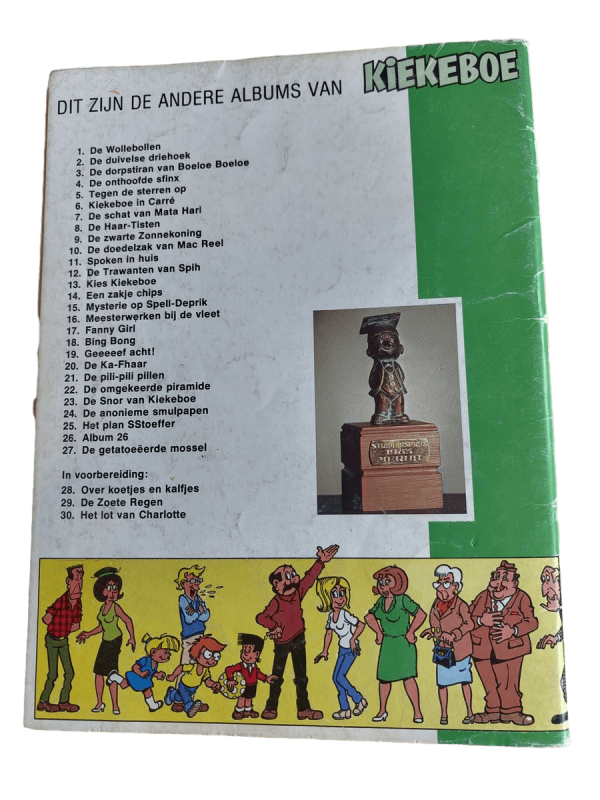 DIT ZIJN DE ANDERE ALBUMS VAN KIEKEBOE
1. De Wollebollen
2. De duivelse driehoek
3. De dorpstiran van Boeloe Boeloe
4. De onthoofde sfinx
5. Tegen de sterren op
6. Kiekeboe in Carré
7. De schat van Mata Hari
8. De Haar-Tisten
9. De zwarte Zonnekoning
10. De doedelzak van Mac Reel
11. Spoken in huis
12. De Trawanten van Spih
13. Kies Kiekeboe
14. Een zakje chips
15. Mysterie op Spell-Deprik
16. Meesterwerken bij de vleet
17. Fanny Girl
18. Bing Bong
19. Geeeeef acht!
20. De Ka-Fhaar
21. De pili-pili pillen
22. De omgekeerde piramide
23. De Snor van Kiekeboe
24. De anonieme smulpapen
25. Het plan SStoeffer
26. Album 26
27. De getatoeëerde mossel
In voorbereiding:
28. Over koetjes en kalfjes
29. De Zoete Regen
30. Het lot van Charlotte